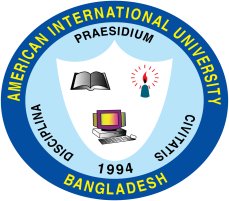 AMERICAN INTERNATIONAL UNIVERSITY
PRAESIDIUM
DISCIPLINA
CIVITATIS
1994
BANGLADESH